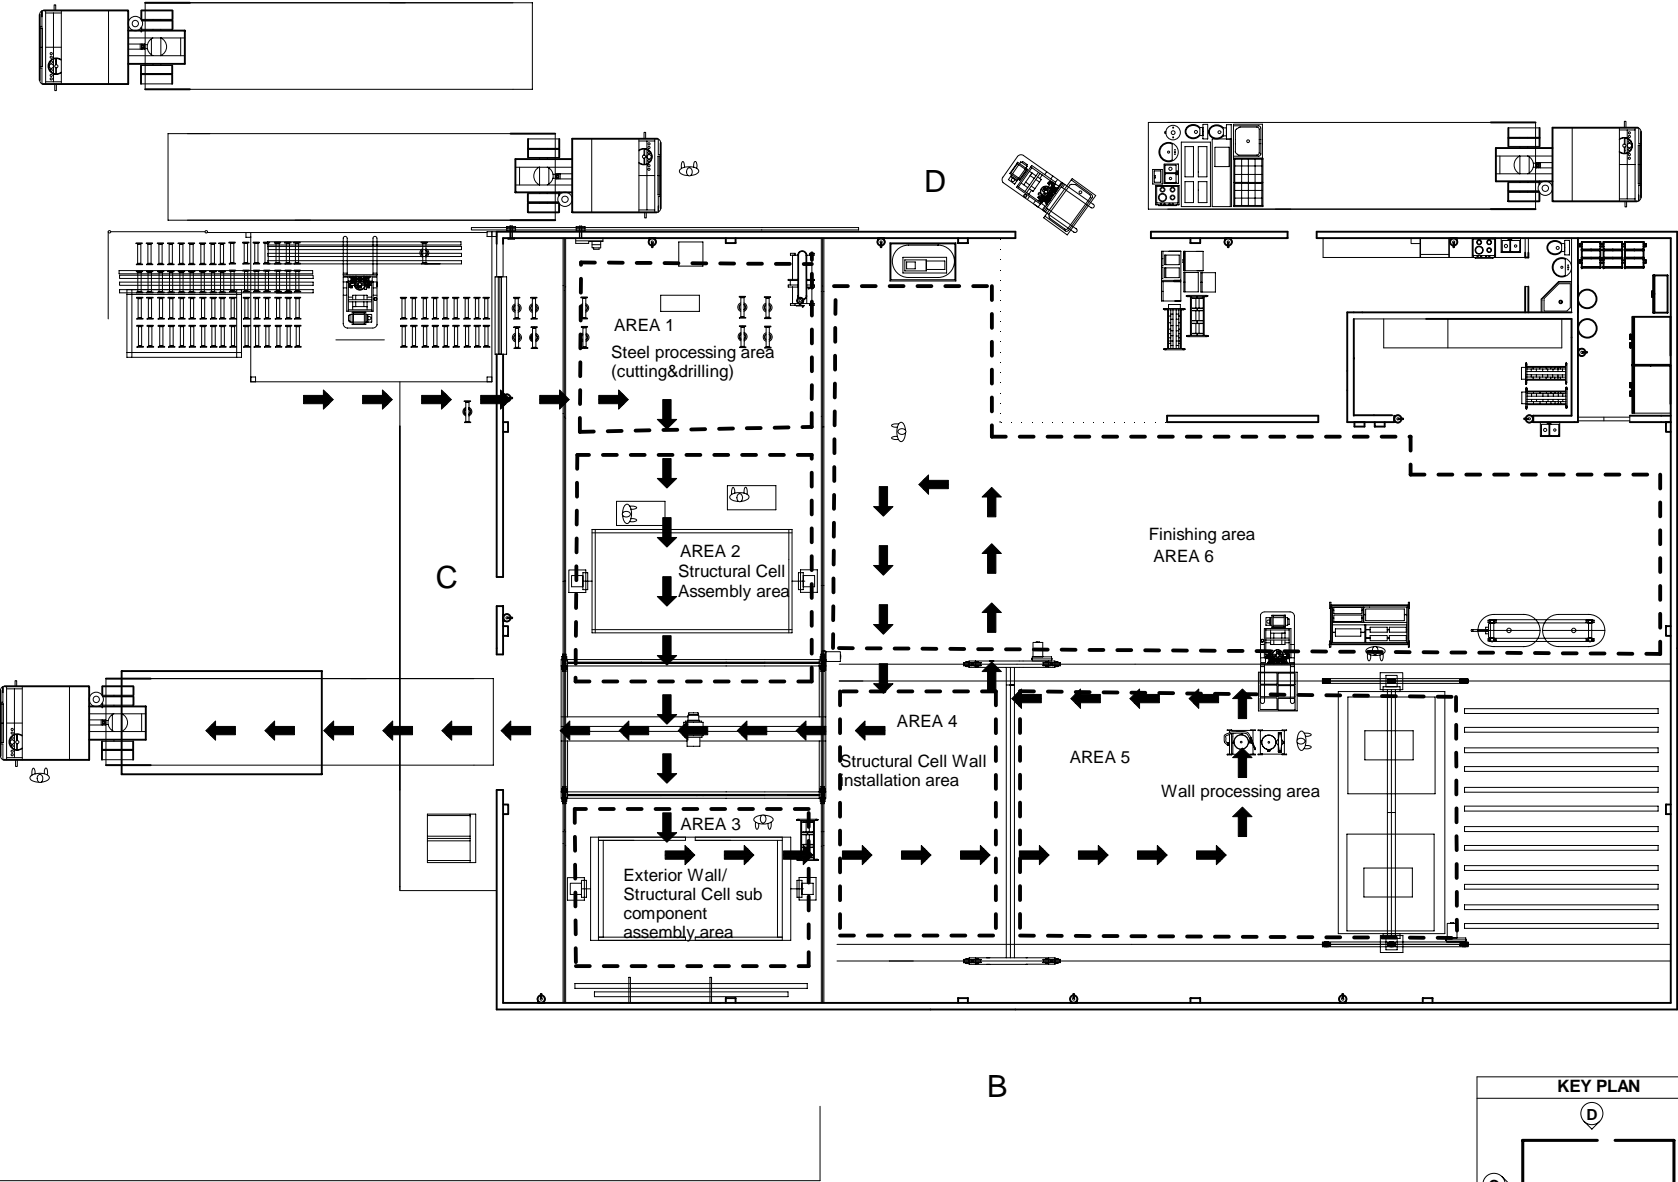 D
AREA 1
Steel processing area
(cutting&drilling)
Finishing area
AREA 6
AREA 2
Structural Cell
Assembly area
C
AREA 4
Structural Cell Wall
installation area
AREA 5
Wall processing area
AREA 3
Exterior Wall/
Structural Cell sub
component
assembly area
B
KEY PLAN
D